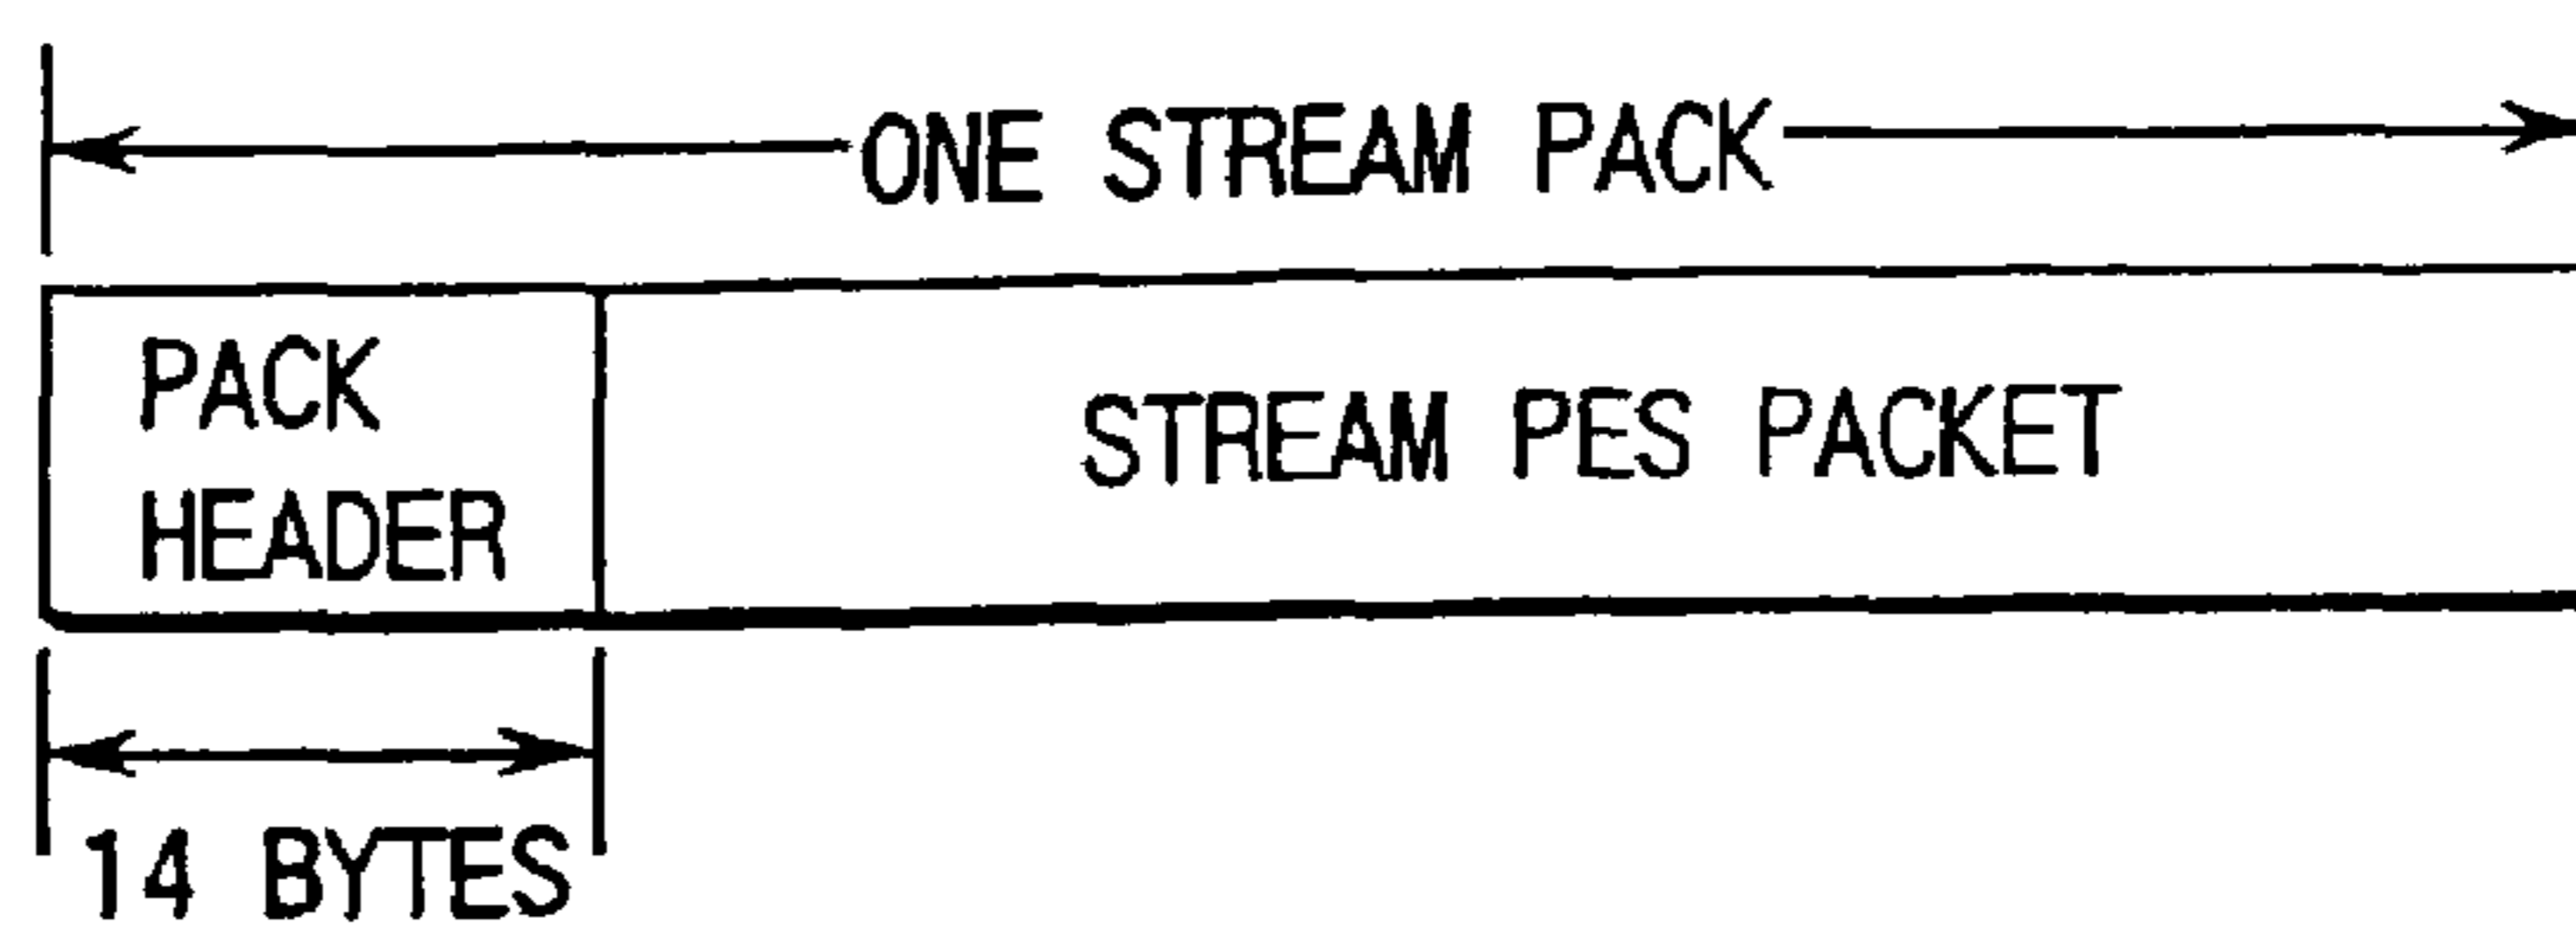 ONE STREAM PACK
PACK
HEADER
STREAM PES PACKET
14 BYTES